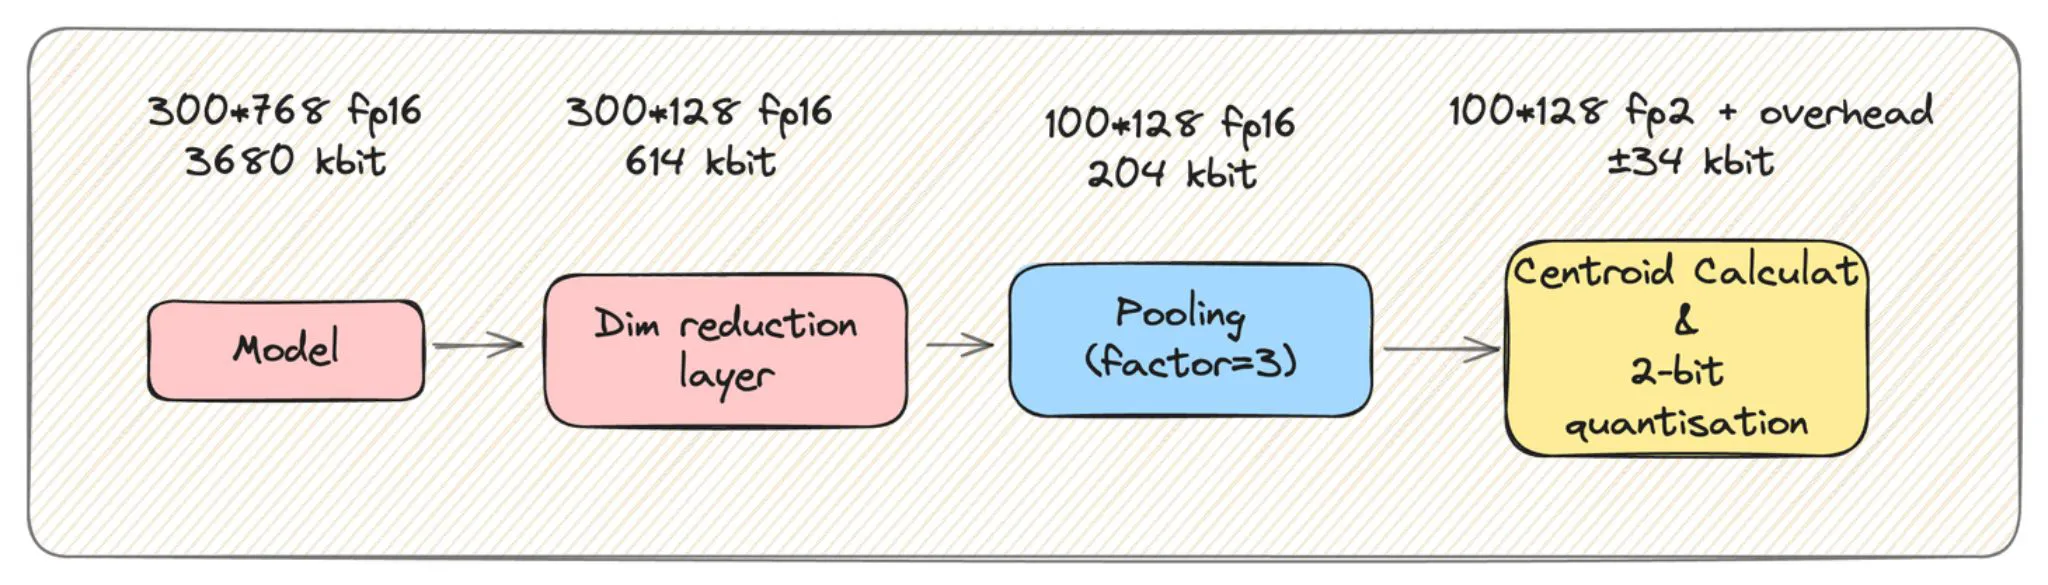 300*768 fp16
3680 kbit
300*128 fp16
614 kbit
100*128 fp16
204 kbit
100*128 fp2 + overhead
±34 kbit
Model
Dim reduction
layer
Pooling
(factor=3)
Centroid Calculat
&
2-bit
quantisation